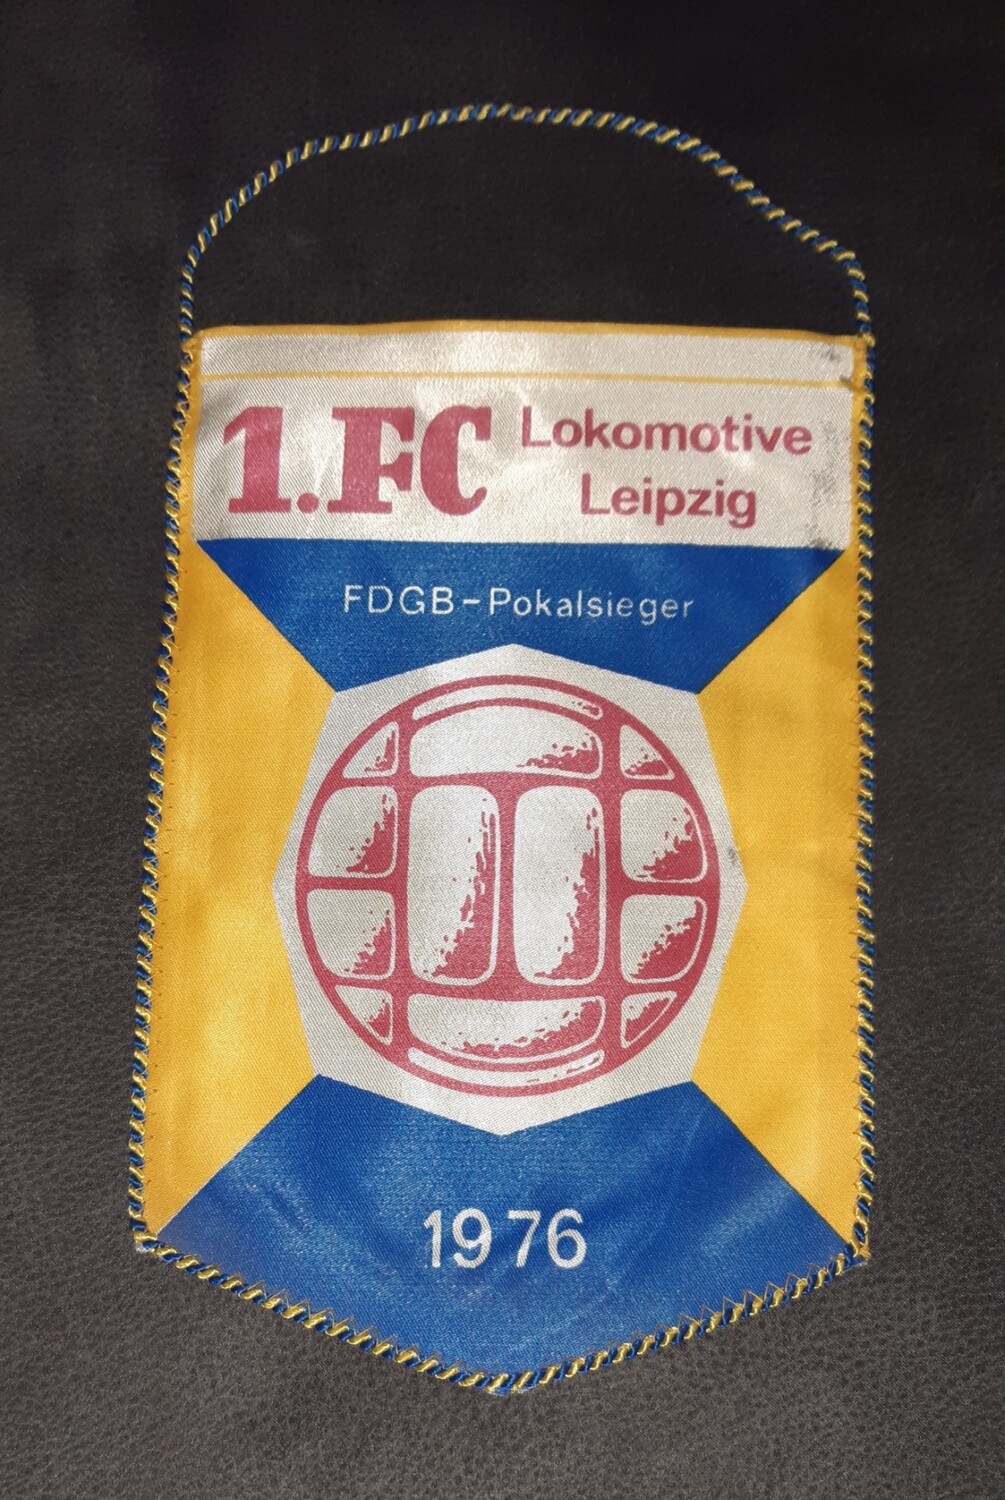 1.FC Lokomotive
Leipzig
FDGB-Pokalsieger
1976